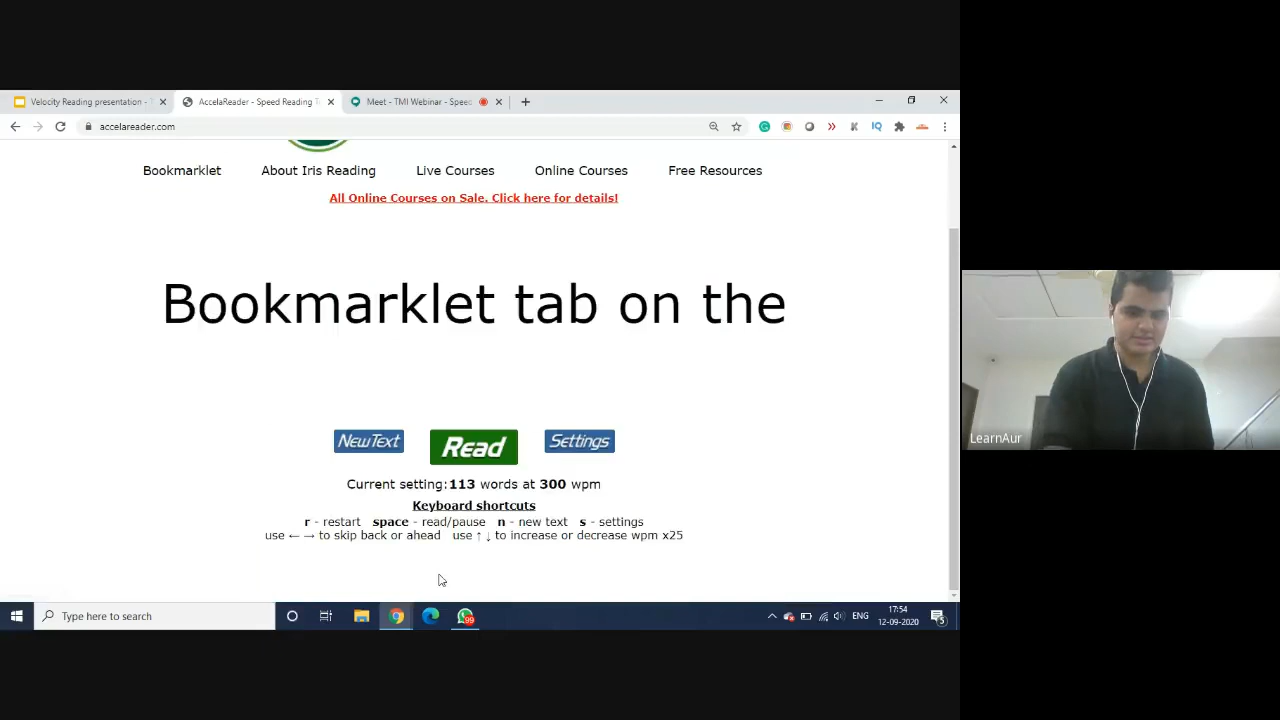 Velocity Reading presentation - T
AccelaReader - Speed Reading T
Meet - TMI Webinar - Speed
accelareader.com
Bookmarklet About Iris Reading Live Courses Online Courses Free Resources
All Online Courses on Sale. Click here for details!
Bookmarklet tab on the
NewText Read Settings
Current setting:113 words at 300 wpm
Keyboard shortcuts
r - restart space - read/pause n - new text s - settings
use ← → to skip back or ahead use ↑ ↓ to increase or decrease wpm x25
LearnAur
Type here to search
99
ENG
17:54
12-09-2020
5